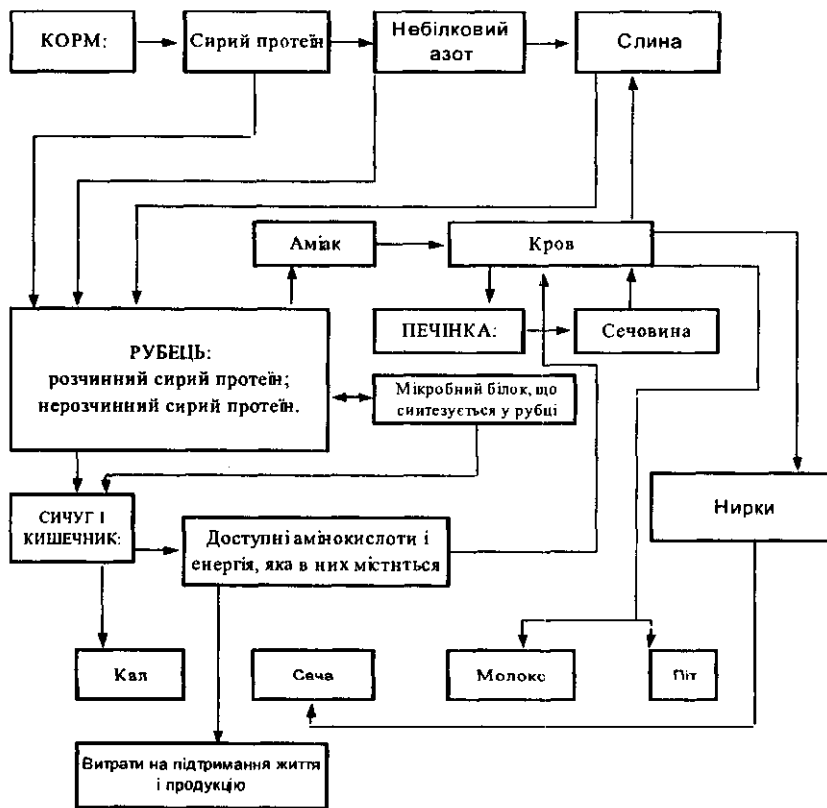 КОРМ:
Сирий протеїн
Небілковий
азот
Слина
Аміак
Кров
ПЕЧІНКА:
Сечовина
РУБЕЦЬ:
розчинний сирий протеїн;
нерозчинний сирий протеїн.
Мікробний білок, що
синтезується у рубці
Нирки
СИЧУГ І
КИШЕЧНИК:
Доступні амінокислоти і
енергія, яка в них міститься
Кал
Сеча
Молоко
Піт
Витрати на підтримання життя
і продукцію